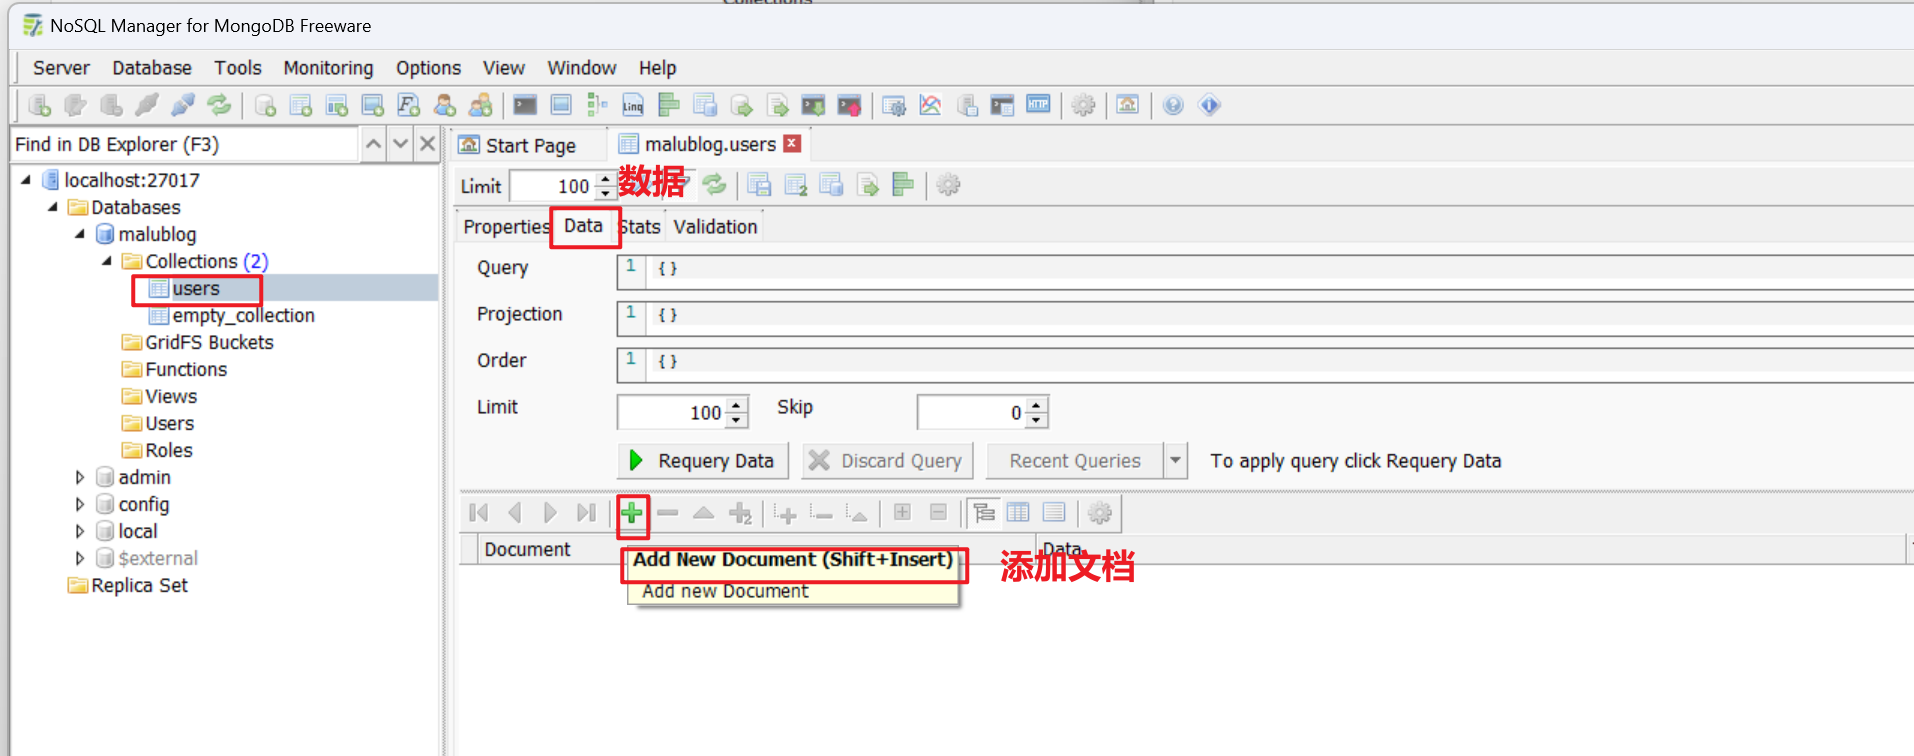 NoSQL Manager for MongoDB Freeware
Server Database Tools Monitoring Options View Window Help
Find in DB Explorer (F3)
localhost:27017
Databases
malublog
Collections (2)
users
empty_collection
GridFS Buckets
Functions
Views
Users
Roles
admin
config
local
$external
Replica Set
Start Page malublog.users
Limit 100 数据
Properties Data Stats Validation
Query 1 {}
Projection 1 {}
Order 1 {}
Limit 100 Skip 0
Requery Data Discard Query Recent Queries To apply query click Requery Data
Document Data
Add New Document (Shift+Insert) 添加文档
Add new Document